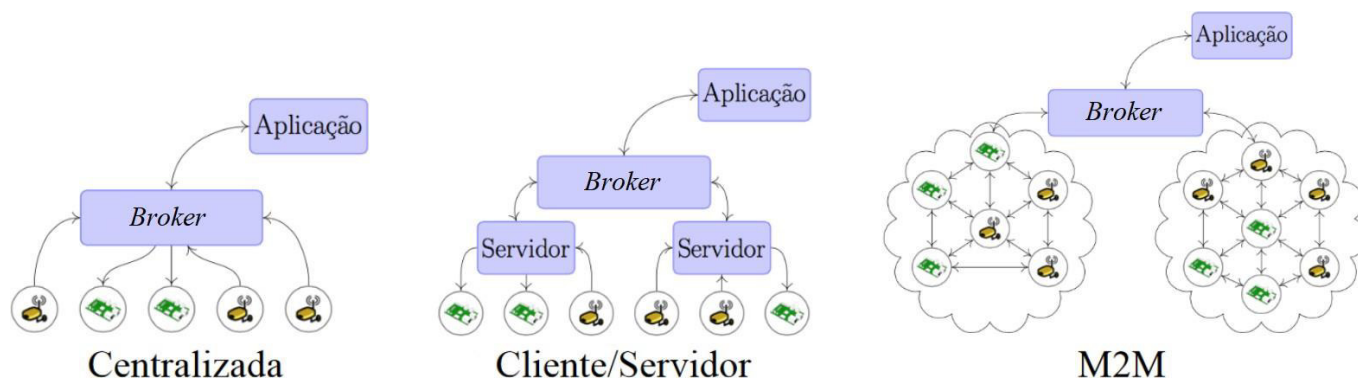 Aplicação
Broker
Centralizada
Aplicação
Broker
Servidor
Servidor
Cliente/Servidor
Aplicação
Broker
M2M